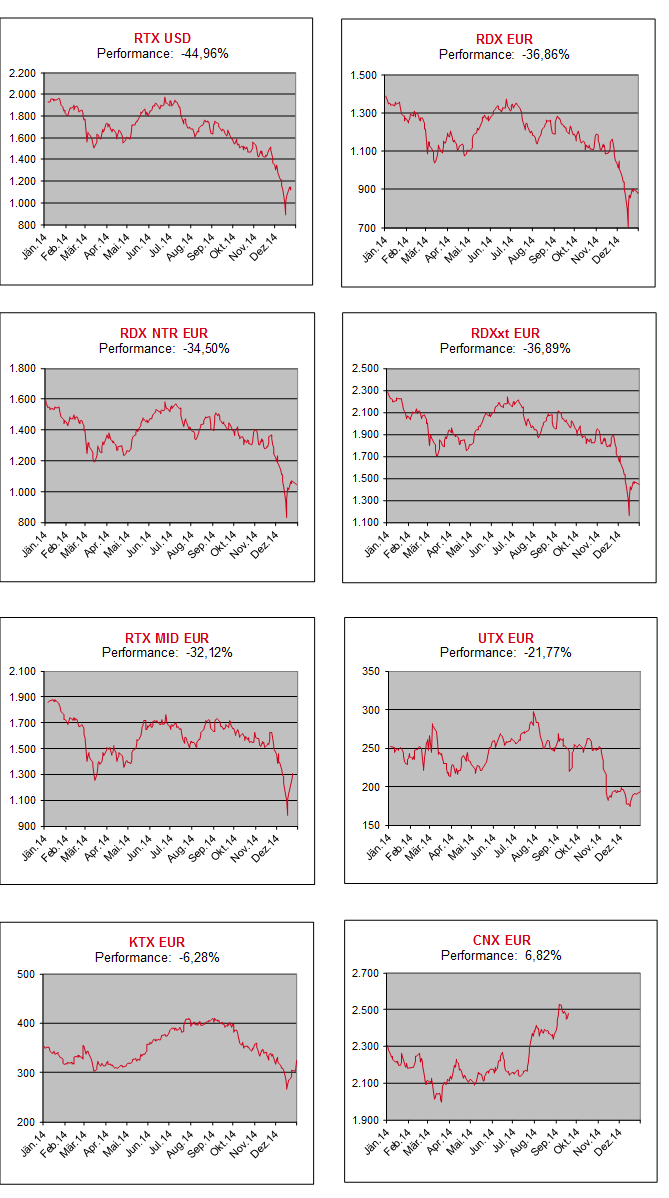 RTX USD
Performance: -44,96%
2.200
2.000
1.800
1.600
1.400
1.200
1.000
800
Jän.14 Feb.14 Mär.14 Apr.14 Mai.14 Jun.14 Jul.14 Aug.14 Sep.14 Okt.14 Nov.14 Dez.14
RDX EUR
Performance: -36,86%
1.500
1.300
1.100
900
700
Jän.14 Feb.14 Mär.14 Apr.14 Mai.14 Jun.14 Jul.14 Aug.14 Sep.14 Okt.14 Nov.14 Dez.14
RDX NTR EUR
Performance: -34,50%
1.800
1.600
1.400
1.200
1.000
800
Jän.14 Feb.14 Mär.14 Apr.14 Mai.14 Jun.14 Jul.14 Aug.14 Sep.14 Okt.14 Nov.14 Dez.14
RDXxt EUR
Performance: -36,89%
2.500
2.300
2.100
1.900
1.700
1.500
1.300
1.100
Jän.14 Feb.14 Mär.14 Apr.14 Mai.14 Jun.14 Jul.14 Aug.14 Sep.14 Okt.14 Nov.14 Dez.14
RTX MID EUR
Performance: -32,12%
2.100
1.900
1.700
1.500
1.300
1.100
900
Jän.14 Feb.14 Mär.14 Apr.14 Mai.14 Jun.14 Jul.14 Aug.14 Sep.14 Okt.14 Nov.14 Dez.14
UTX EUR
Performance: -21,77%
350
300
250
200
150
Jän.14 Feb.14 Mär.14 Apr.14 Mai.14 Jun.14 Jul.14 Aug.14 Sep.14 Okt.14 Nov.14 Dez.14
KTX EUR
Performance: -6,28%
500
400
300
200
Jän.14 Feb.14 Mär.14 Apr.14 Mai.14 Jun.14 Jul.14 Aug.14 Sep.14 Okt.14 Nov.14 Dez.14
CNX EUR
Performance: 6,82%
2.700
2.500
2.300
2.100
1.900
Jän.14 Feb.14 Mär.14 Apr.14 Mai.14 Jun.14 Jul.14 Aug.14 Sep.14 Okt.14 Nov.14 Dez.14